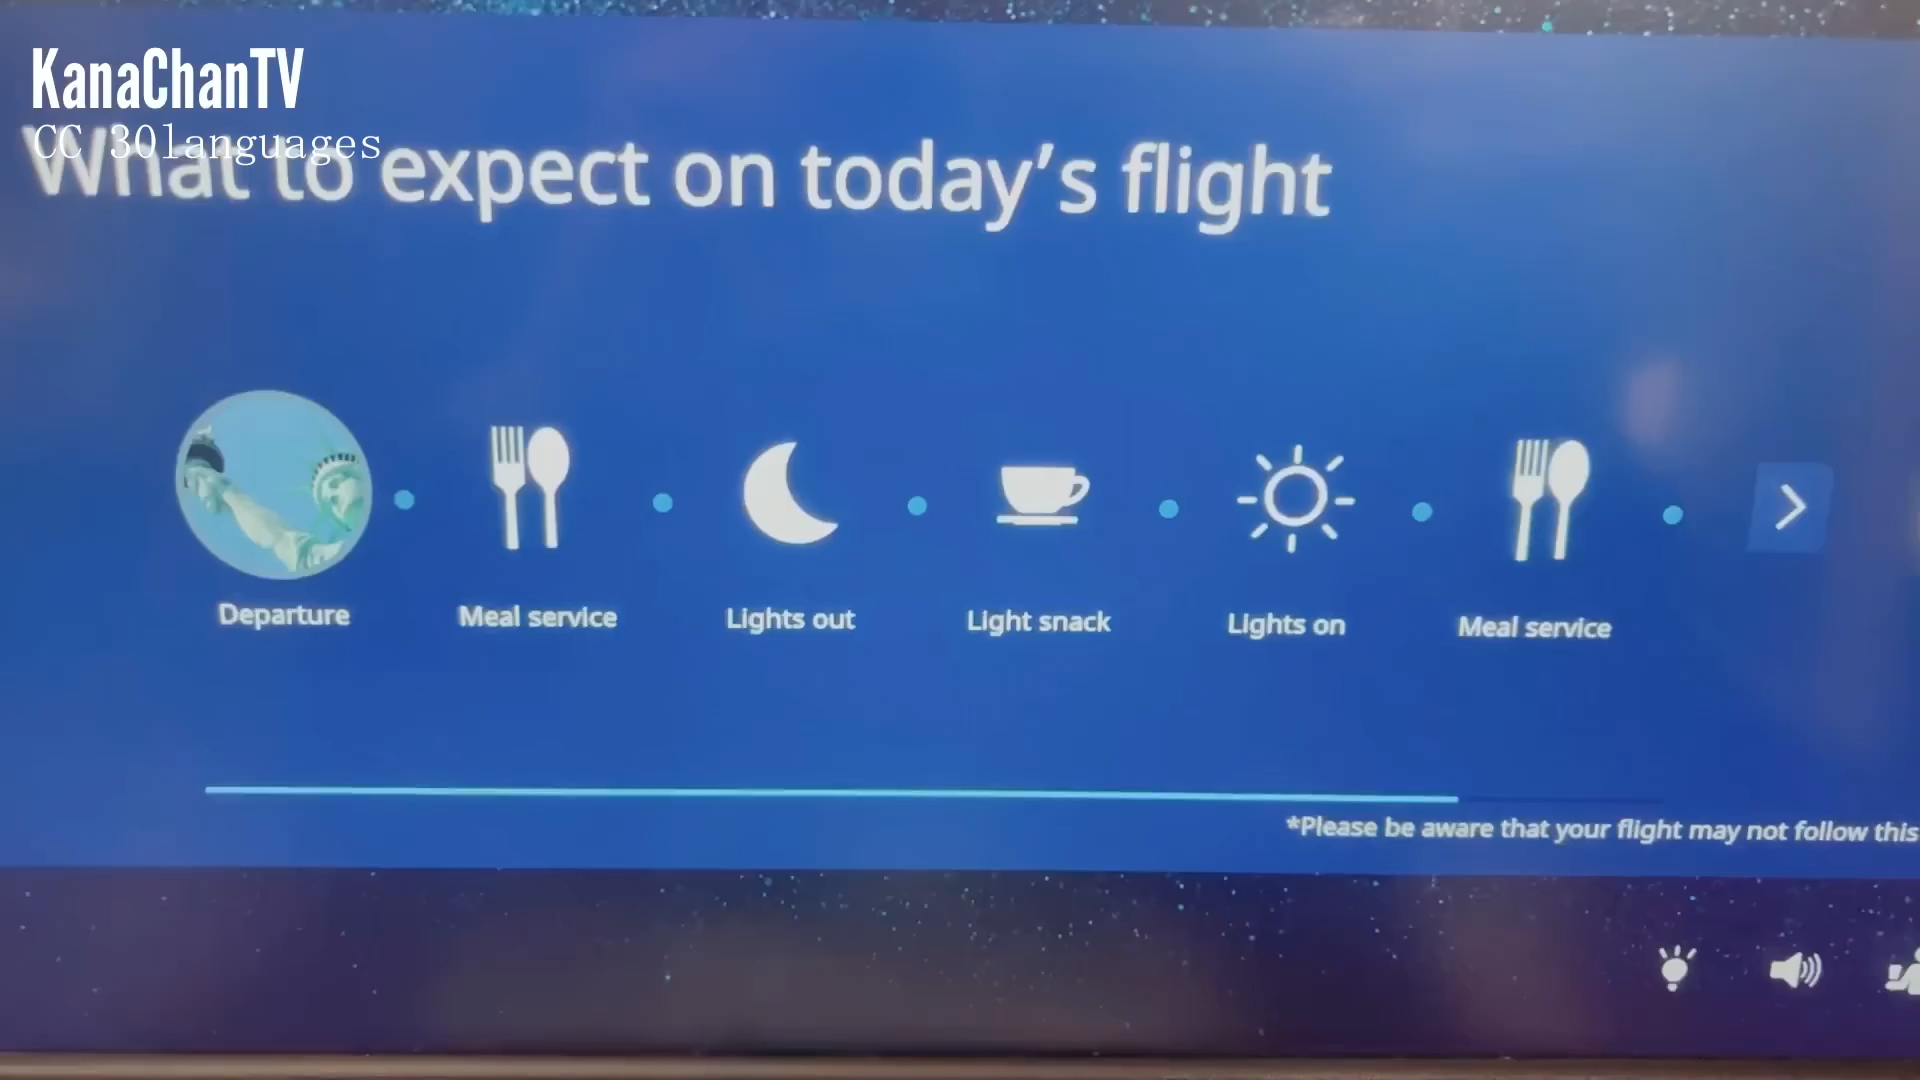 KanaChanTV
CC 30languages
What to expect on today's flight
Departure
Meal service
Lights out
Light snack
Lights on
Meal service
*Please be aware that your flight may not follow this